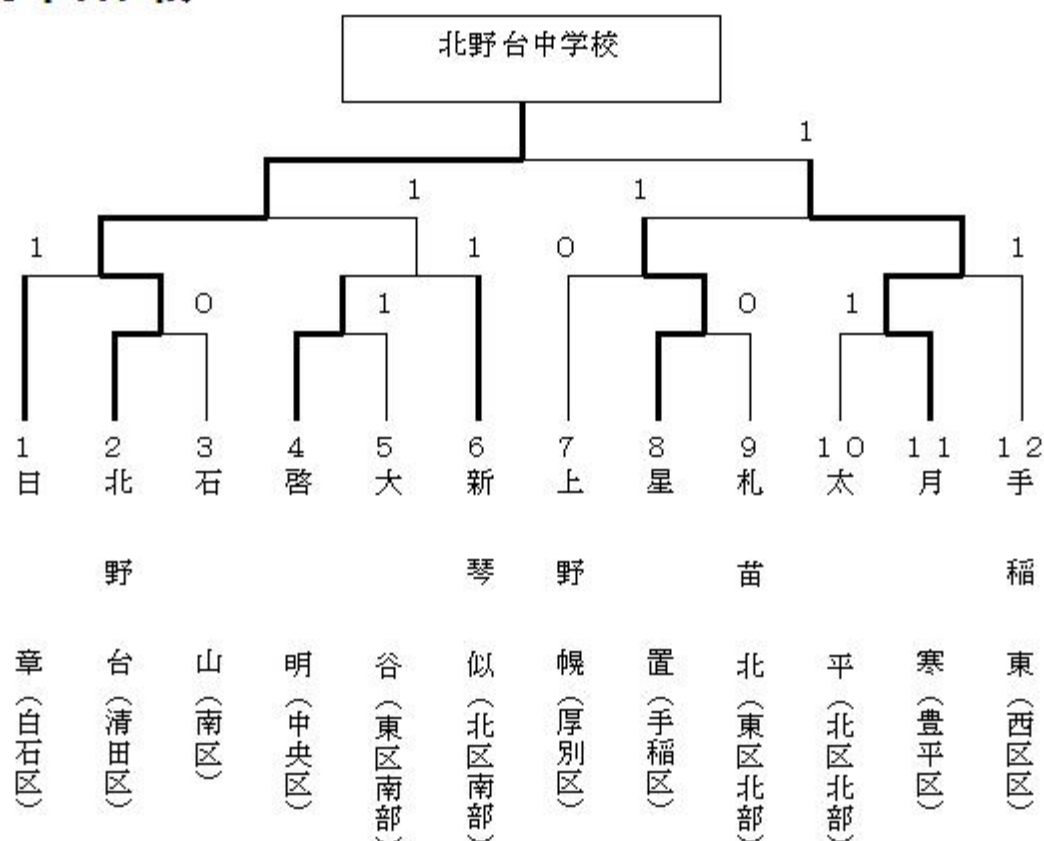 北野台中学校
1
1
1
1
1
0
1
0
1
0
1
1 日章（白石区）
2 北野台（清田区）
3 石山（南区）
4 啓明（中央区）
5 大谷（東区南部）
6 新琴似（北区南部）
7 上野幌（厚別区）
8 星置（手稲区）
9 札苗北（東区北部）
10 太平（北区北部）
11 月寒（豊平区）
12 手稲東（西区区）